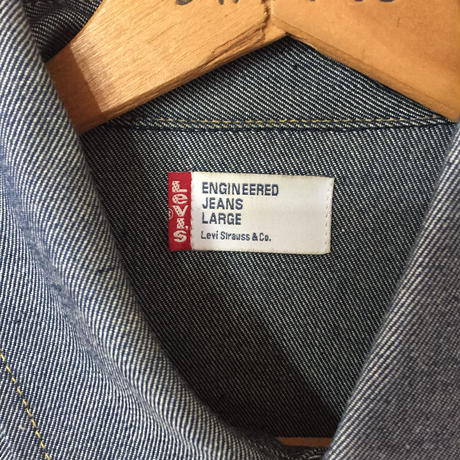 LEVI'S
®
ENGINEERED
JEANS
LARGE
Levi Strauss & Co.